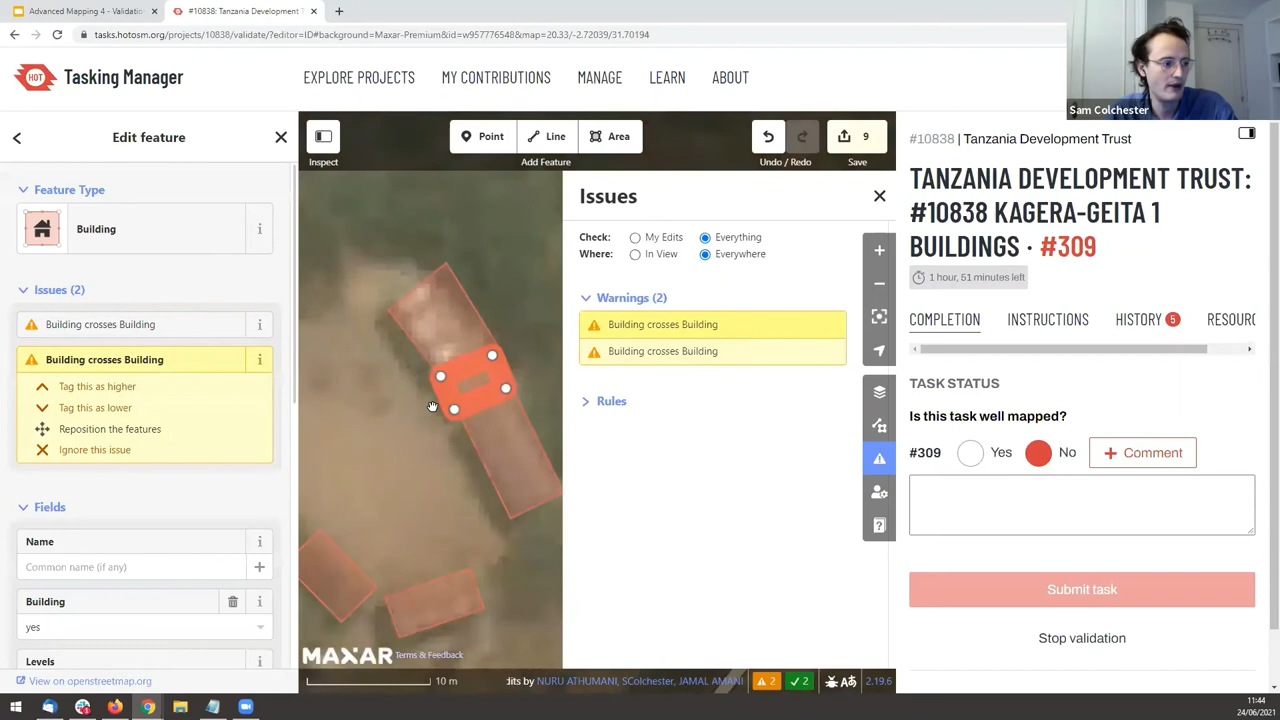 Advanced Mapping 4 - Validatio
#10838: Tanzania Development T
tasks.hotosm.org/projects/10838/validate/?editor=ID#background=Maxar-Premium&id=w957776548&map=20.33/-2.72039/31.70194
HOT
Tasking Manager
EXPLORE PROJECTS
MY CONTRIBUTIONS
MANAGE
LEARN
ABOUT
Sam Colchester
Edit feature
Feature Type
Building
Issues (2)
Building crosses Building
Building crosses Building
Tag this as higher
Tag this as lower
Reposition the features
Ignore this issue
Fields
Name
Common name (if any)
Building
yes
Levels
View on openstreetmap.org
Inspect
Point
Line
Area
Add Feature
Undo / Redo
9
Save
Issues
Check:
My Edits
Everything
Where:
In View
Everywhere
Warnings (2)
Building crosses Building
Building crosses Building
Rules
MAXAR
Terms & Feedback
10 m
dits by NURU ATHUMANI, SColchester, JAMAL AMANI
2
2
2.19.6
#10838 | Tanzania Development Trust
TANZANIA DEVELOPMENT TRUST:
#10838 KAGERA-GEITA 1
BUILDINGS · #309
1 hour, 51 minutes left
COMPLETION
INSTRUCTIONS
HISTORY 5
RESOURC
TASK STATUS
Is this task well mapped?
#309
Yes
No
+ Comment
Submit task
Stop validation
11:44
24/06/2021